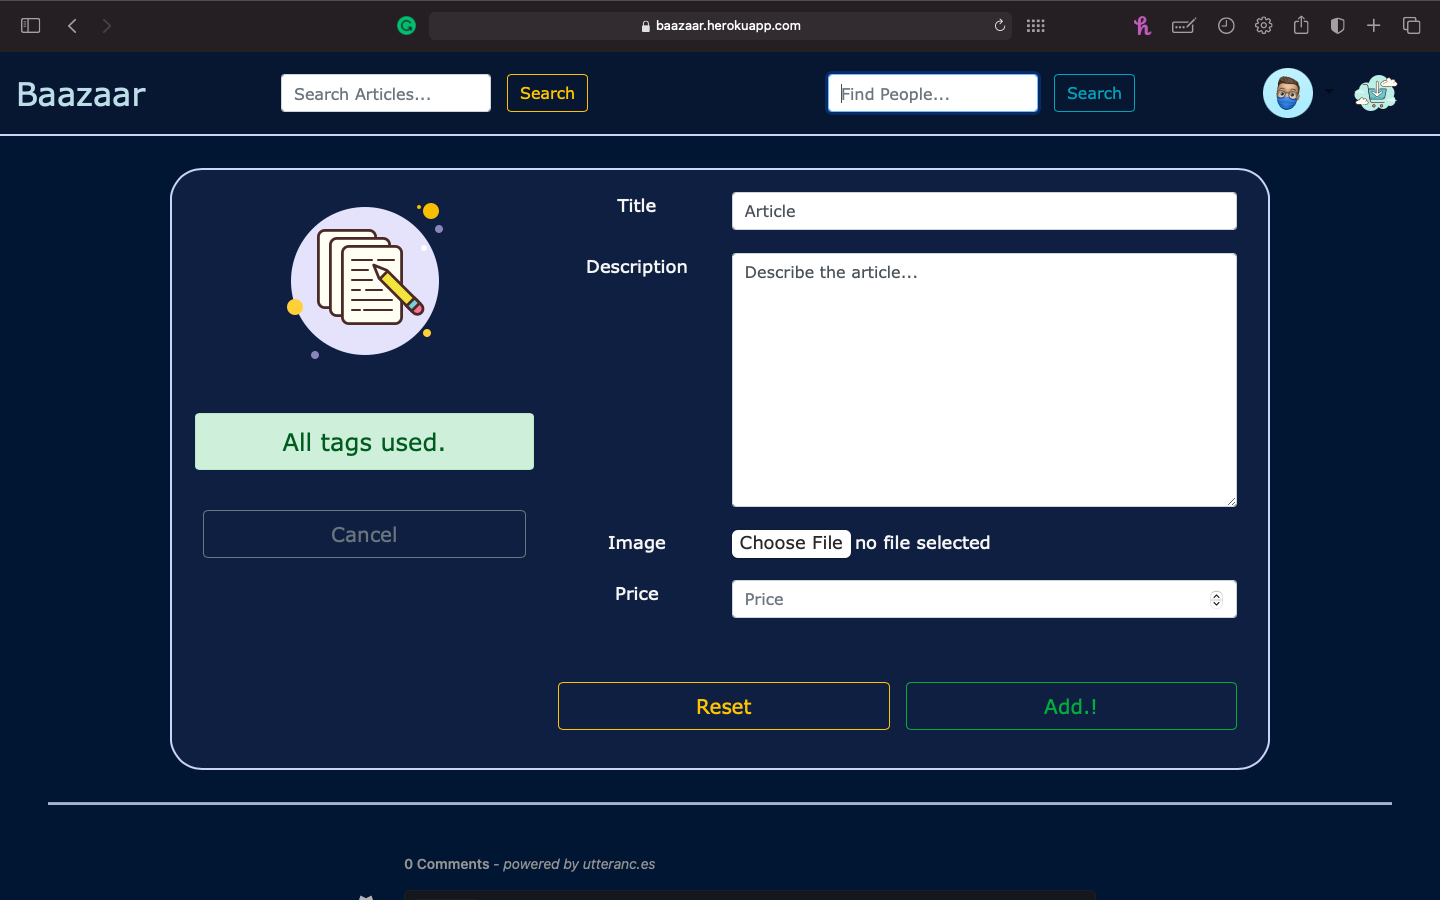 baazaar.herokuapp.com
Baazaar
Search Articles...
Search
Find People...
Search
Title
Article
Description
Describe the article...
All tags used.
Cancel
Image
Choose File no file selected
Price
Price
Reset
Add.!
0 Comments - powered by utteranc.es